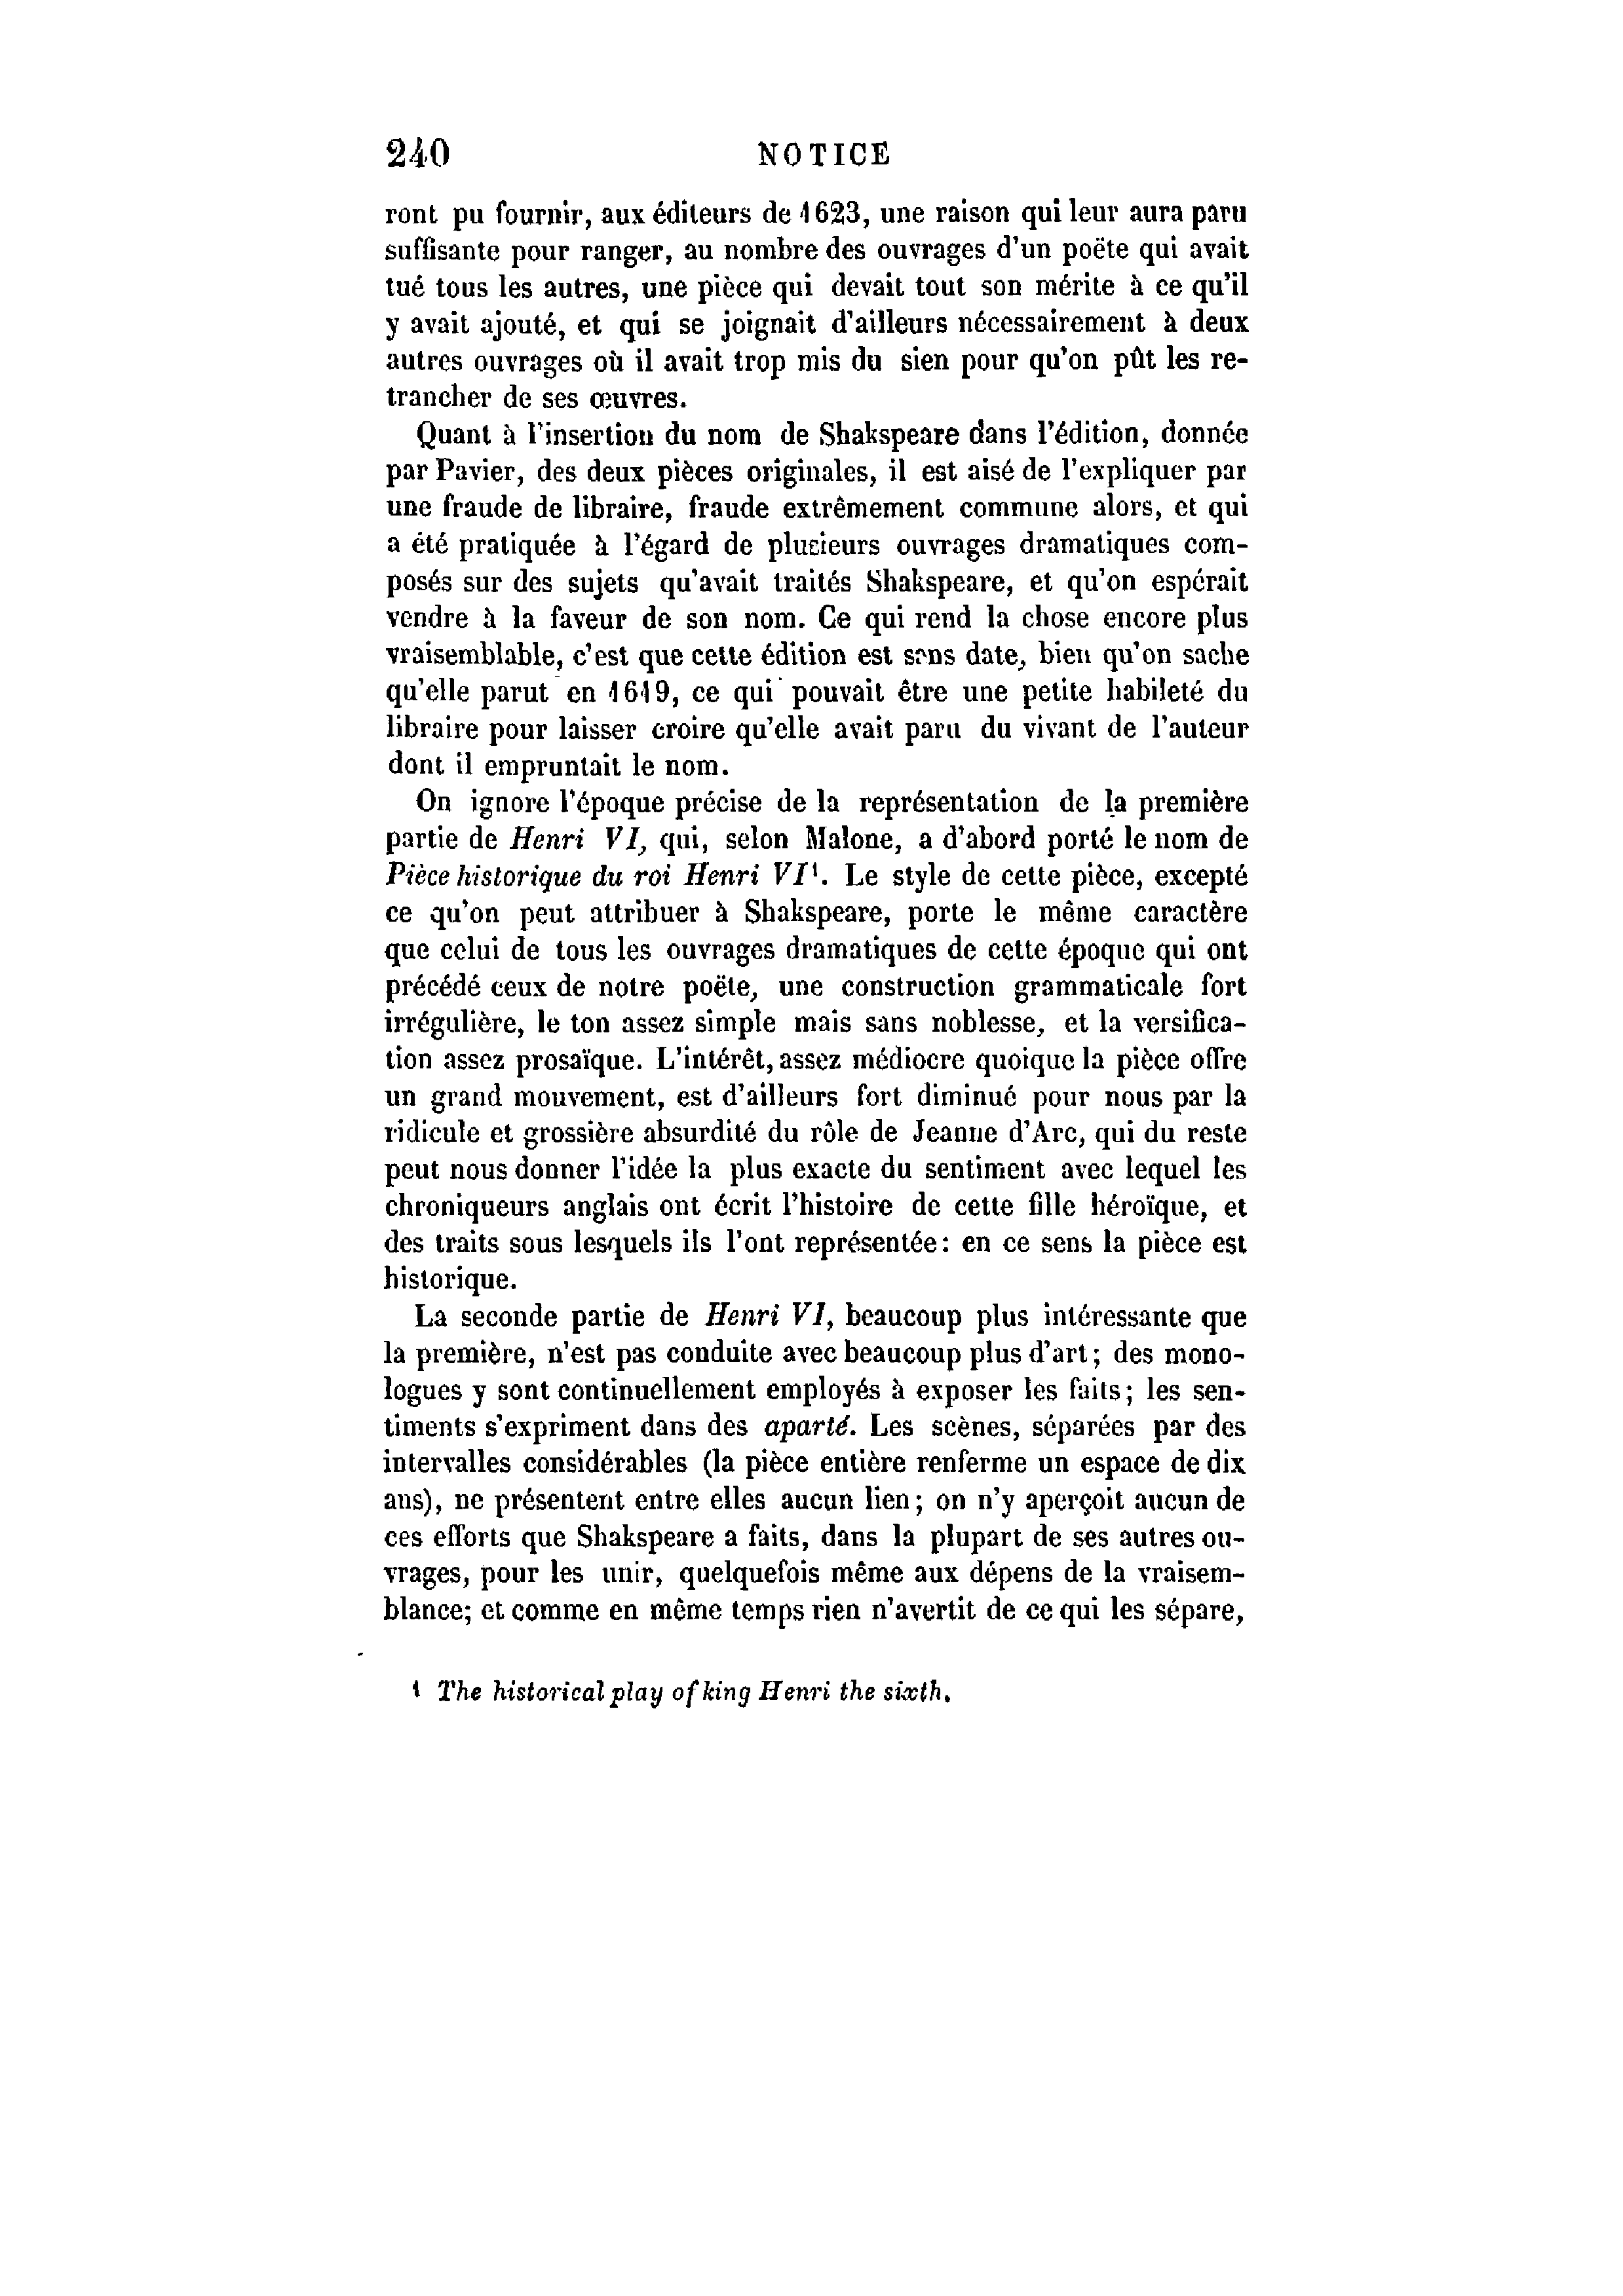 240 NOTICE
ront pu fournir, aux éditeurs de 1623, une raison qui leur aura paru
suffisante pour ranger, au nombre des ouvrages d'un poëte qui avait
tué tous les autres, une pièce qui devait tout son mérite à ce qu'il
y avait ajouté, et qui se joignait d'ailleurs nécessairement à deux
autres ouvrages où il avait trop mis du sien pour qu'on pût les re-
trancher de ses œuvres.
Quant à l'insertion du nom de Shakspeare dans l'édition, donnée
par Pavier, des deux pièces originales, il est aisé de l'expliquer par
une fraude de libraire, fraude extrêmement commune alors, et qui
a été pratiquée à l'égard de plusieurs ouvrages dramatiques com-
posés sur des sujets qu'avait traités Shakspeare, et qu'on espérait
vendre à la faveur de son nom. Ce qui rend la chose encore plus
vraisemblable, c'est que cette édition est sans date, bien qu'on sache
qu'elle parut en 1619, ce qui pouvait être une petite habileté du
libraire pour laisser croire qu'elle avait paru du vivant de l'auteur
dont il empruntait le nom.
On ignore l'époque précise de la représentation de la première
partie de Henri VI, qui, selon Malone, a d'abord porté le nom de
Pièce historique du roi Henri VI¹. Le style de cette pièce, excepté
ce qu'on peut attribuer à Shakspeare, porte le même caractère
que celui de tous les ouvrages dramatiques de cette époque qui ont
précédé ceux de notre poëte, une construction grammaticale fort
irrégulière, le ton assez simple mais sans noblesse, et la versifica-
tion assez prosaïque. L'intérêt, assez médiocre quoique la pièce offre
un grand mouvement, est d'ailleurs fort diminué pour nous par la
ridicule et grossière absurdité du rôle de Jeanne d'Arc, qui du reste
peut nous donner l'idée la plus exacte du sentiment avec lequel les
chroniqueurs anglais ont écrit l'histoire de cette fille héroïque, et
des traits sous lesquels ils l'ont représentée: en ce sens la pièce est
historique.
La seconde partie de Henri VI, beaucoup plus intéressante que
la première, n'est pas conduite avec beaucoup plus d'art; des mono-
logues y sont continuellement employés à exposer les faits; les sen-
timents s'expriment dans des aparté. Les scènes, séparées par des
intervalles considérables (la pièce entière renferme un espace de dix
ans), ne présentent entre elles aucun lien; on n'y aperçoit aucun de
ces efforts que Shakspeare a faits, dans la plupart de ses autres ou-
vrages, pour les unir, quelquefois même aux dépens de la vraisem-
blance; et comme en même temps rien n'avertit de ce qui les sépare,
¹ The historical play of king Henri the sixth.